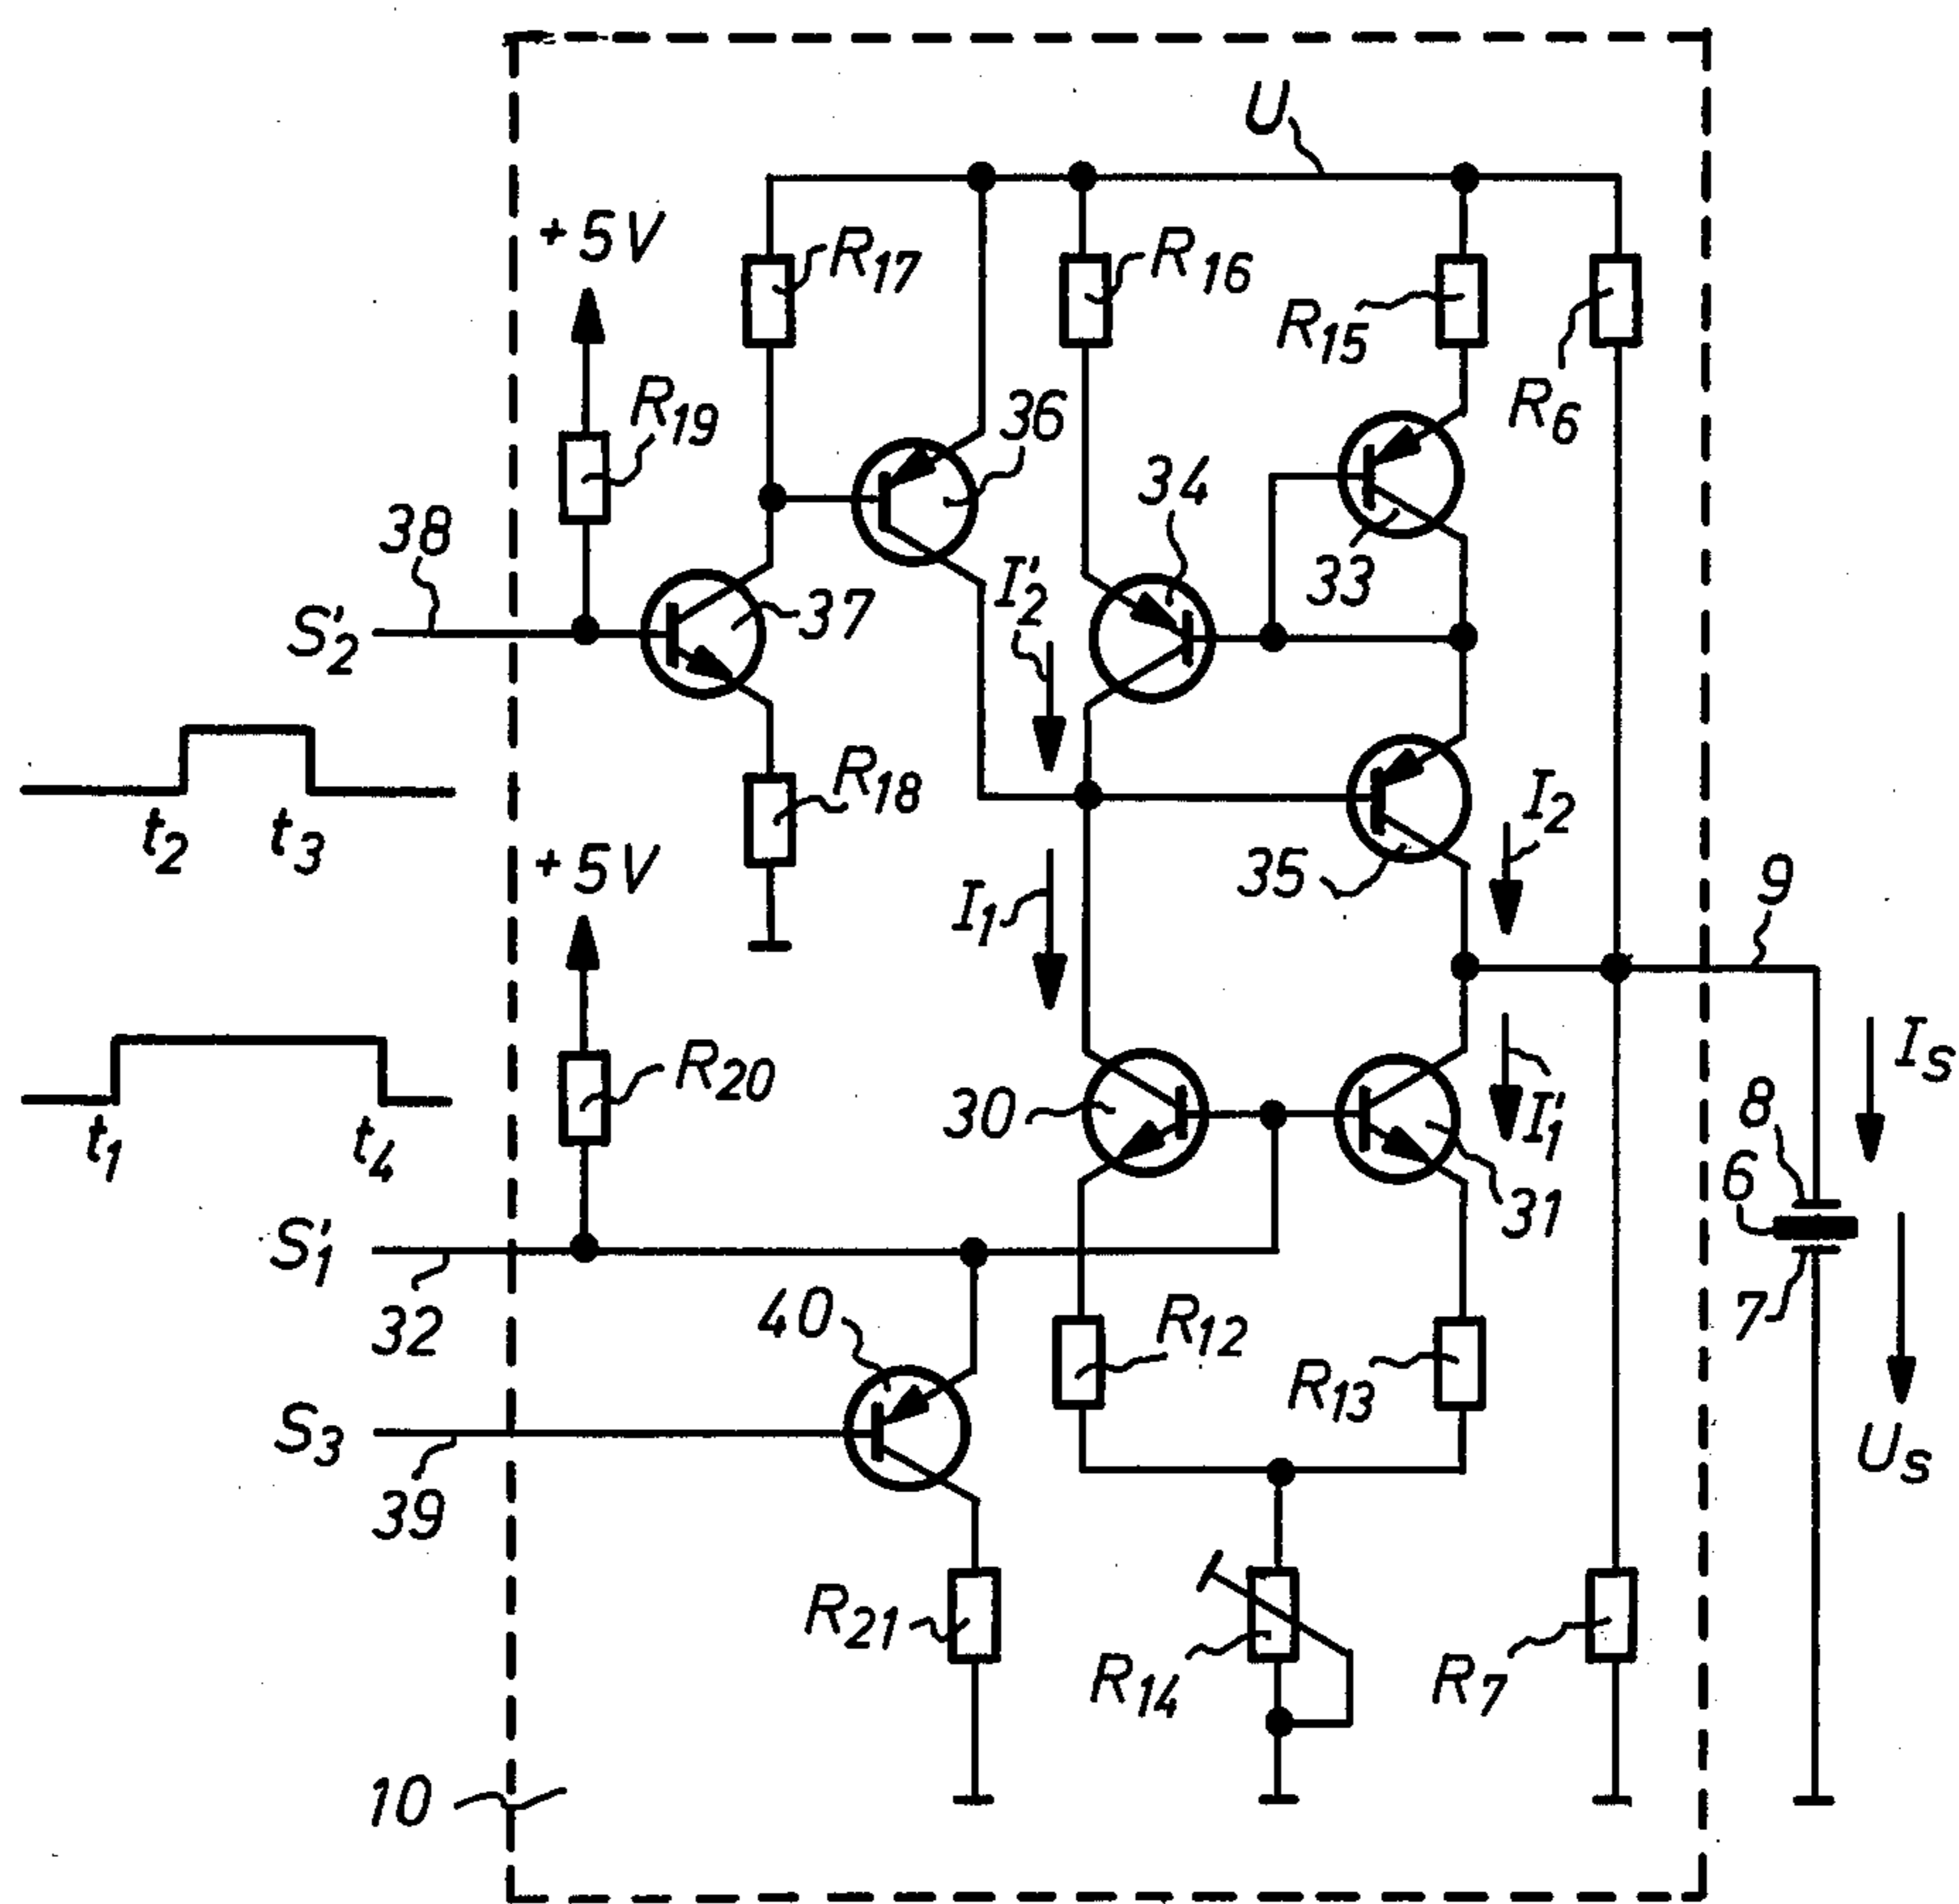 U
+5V
R17
R16
R15
R6
R19
36
34
33
38
S'2
37
I'2
t2
t3
R18
I2
35
9
+5V
I1
R20
30
I'1
31
IS
8
6
7
t1
t4
S'1
32
40
R12
R13
US
S3
39
R21
R14
R7
10